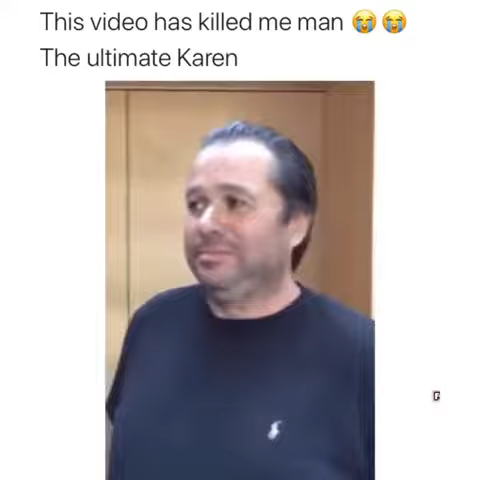 This video has killed me man 😭😭
The ultimate Karen